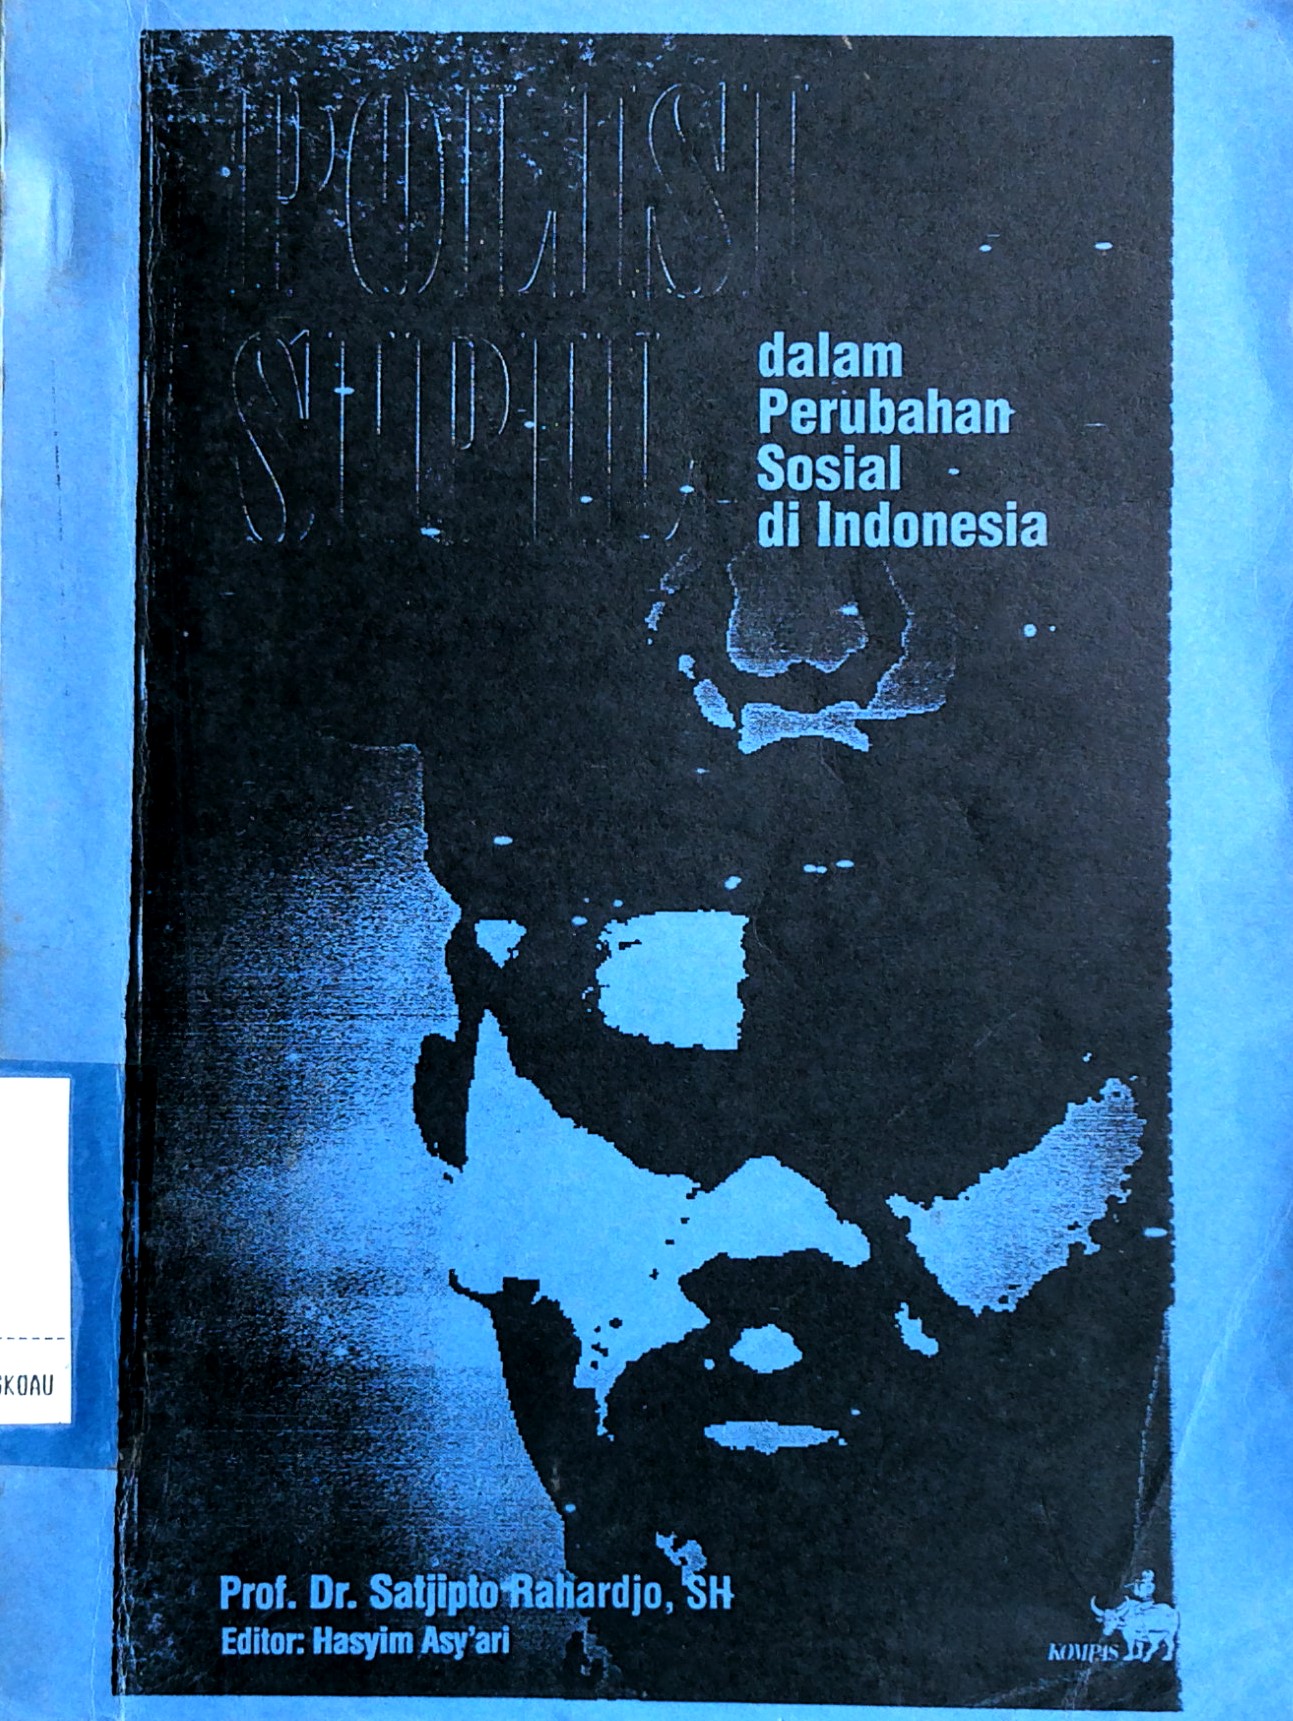 POLISI
SIPIL
dalam
Perubahan
Sosial
di Indonesia
SKOAU
Prof. Dr. Satjipto Rahardjo, SH
Editor: Hasyim Asy'ari
KOMPAS